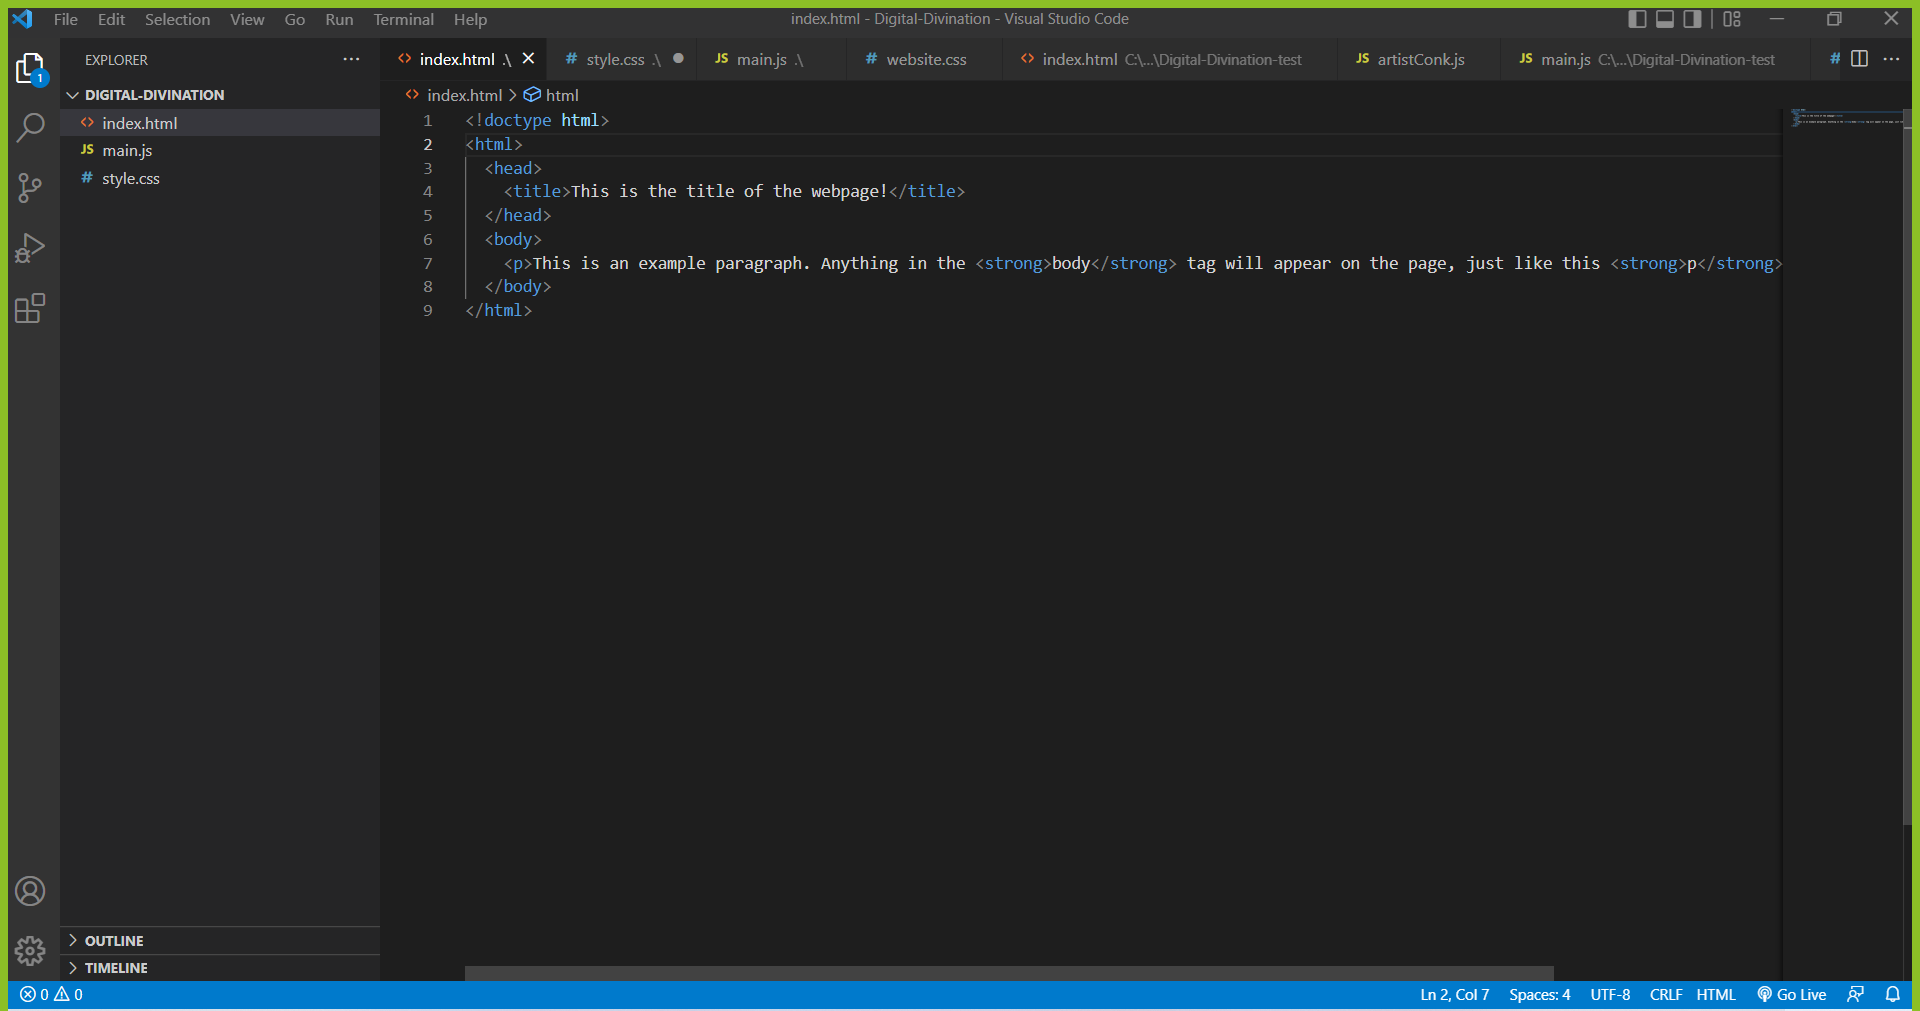 File Edit Selection View Go Run Terminal Help
index.html - Digital-Divination - Visual Studio Code
EXPLORER
1
DIGITAL-DIVINATION
index.html
JS main.js
# style.css
OUTLINE
TIMELINE
index.html .\ # style.css .\ JS main.js .\ # website.css index.html C:\...\Digital-Divination-test JS artistConk.js JS main.js C:\...\Digital-Divination-test #
index.html > html
1 <!doctype html>
2 <html>
3 <head>
4 <title>This is the title of the webpage!</title>
5 </head>
6 <body>
7 <p>This is an example paragraph. Anything in the <strong>body</strong> tag will appear on the page, just like this <strong>p</strong>
8 </body>
9 </html>
0 0 Ln 2, Col 7 Spaces: 4 UTF-8 CRLF HTML Go Live